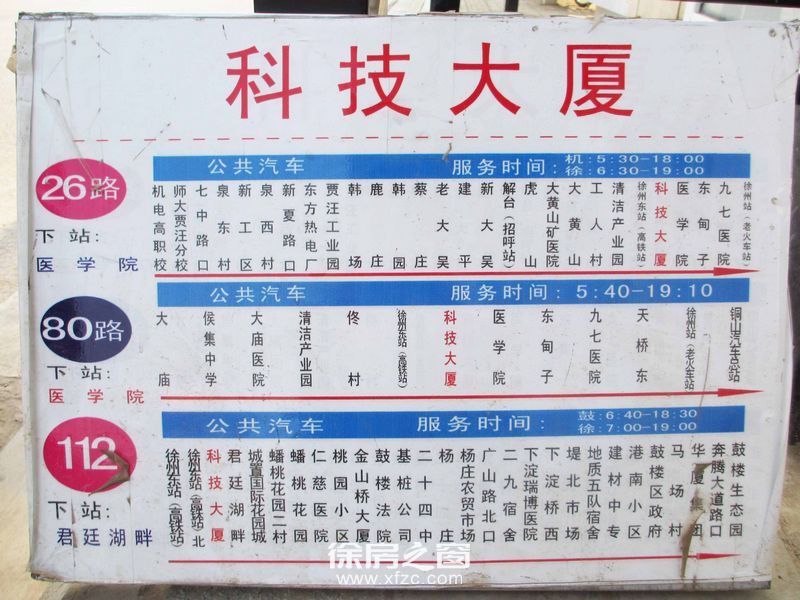 科技大厦
26路
下站:
医学院
公共汽车 服务时间: 机:5:30-18:00 徐:6:30-19:00
机电高职校
师大贾汪分校
七中路口
泉东村
新工区
泉西村
新夏路口
东方热电厂
贾汪工业园
韩场
鹿庄
韩园
蔡庄
老大吴
建平
新大吴
解台(招呼站)
虎山
大黄山矿医院
大黄山
工人村
清洁产业园
徐州东站(高铁站)
科技大厦
医学院
东甸子
九七医院
徐州站(老火车站)
80路
下站:
医学院
公共汽车 服务时间: 5:40-19:10
大庙
侯集中学
大庙医院
清洁产业园
佟村
徐州东站(高铁站)
科技大厦
医学院
东甸子
九七医院
天桥东
徐州站(老火车站)
铜山汽车总站
112
下站:
君廷湖畔
公共汽车 服务时间: 鼓:6:40-18:30 徐:7:00-19:00
徐州东站(高铁站)
徐州东站(高铁站)北
科技大厦
君廷湖畔
城置国际花园城
蟠桃花园二村
蟠桃花园
仁慈医院
桃园小区
金山桥大厦
鼓楼法院
基桩公司
二十四中
杨庄
杨庄农贸市场
广山路北口
二九宿舍
下淀瑞博医院
下淀桥西
堤北市场
地质五队宿舍
建材中专
港南小区
鼓楼区政府
马场村
华厦集团
奔腾大道路口
鼓楼生态园
徐房之窗
www.xfzc.com